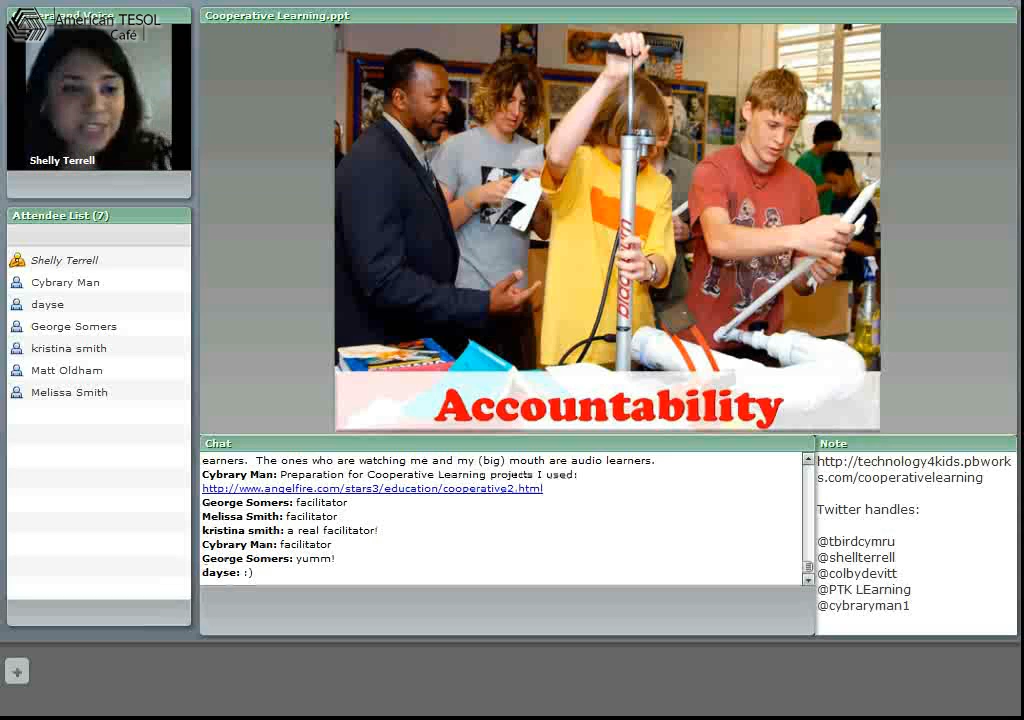 Camera and Voice
American TESOL
Café
Shelly Terrell
Attendee List (7)
Shelly Terrell
Cybrary Man
dayse
George Somers
kristina smith
Matt Oldham
Melissa Smith
Cooperative Learning.ppt
Accountability
Chat
earners. The ones who are watching me and my (big) mouth are audio learners.
Cybrary Man: Preparation for Cooperative Learning projects I used:
http://www.angelfire.com/stars3/education/cooperative2.html
George Somers: facilitator
Melissa Smith: facilitator
kristina smith: a real facilitator!
Cybrary Man: facilitator
George Somers: yumm!
dayse: :)
Note
http://technology4kids.pbwork
s.com/cooperativelearning
Twitter handles:
@tbirdcymru
@shellterrell
@colbydevitt
@PTK LEarning
@cybraryman1